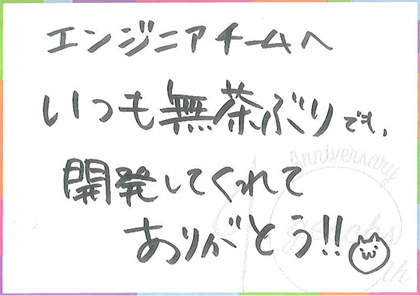 エンジニアチームへ
いつも無茶ぶりでも、
開発してくれて
ありがとう!!
Anniversary
th.